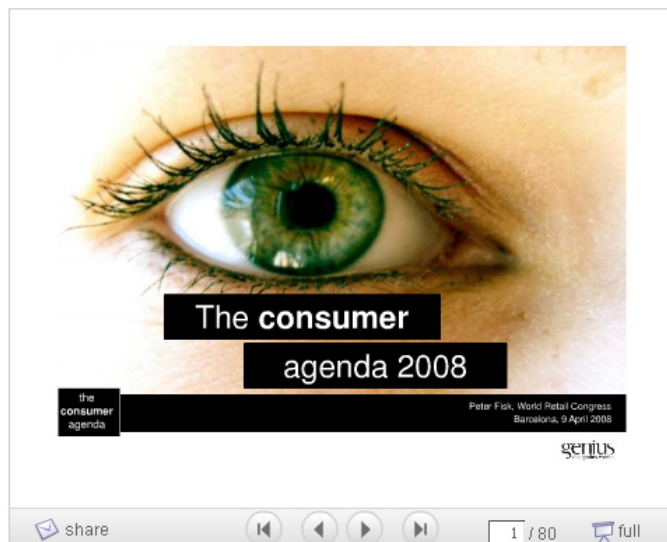 The consumer
agenda 2008
the
consumer
agenda
Peter Fisk, World Retail Congress
Barcelona, 9 April 2008
genius
share
1 / 80
full